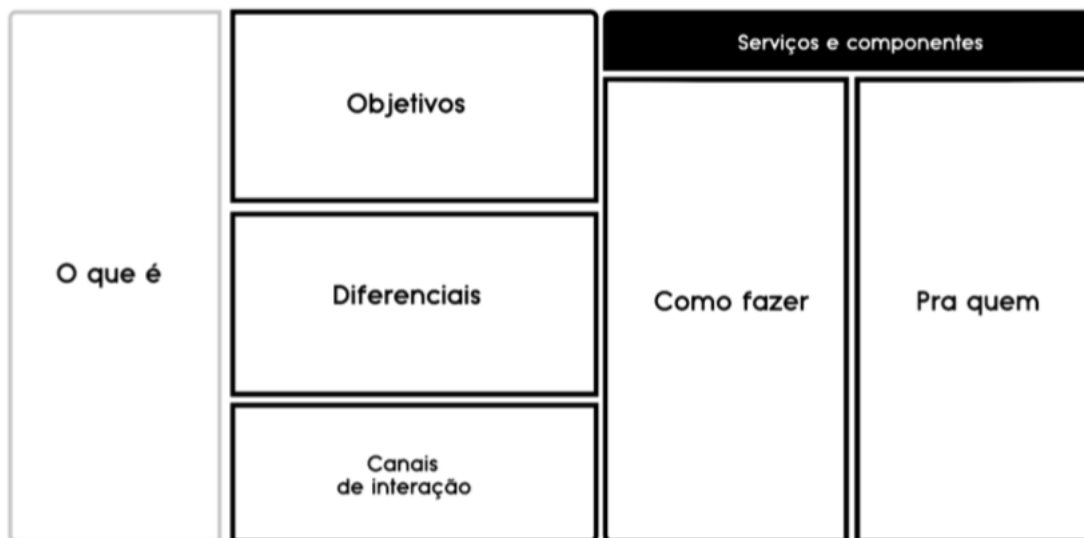 O que é
Objetivos
Diferenciais
Canais
de interação
Serviços e componentes
Como fazer
Pra quem